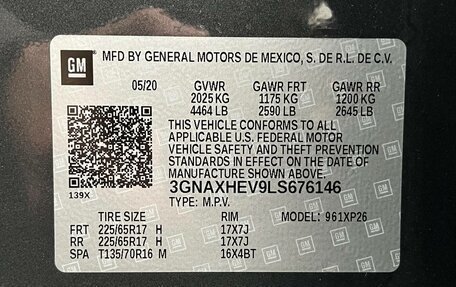 GM
MFD BY GENERAL MOTORS DE MEXICO, S. DE R.L. DE C.V.
05/20 GVWR GAWR FRT GAWR RR
2025 KG 1175 KG 1200 KG
4464 LB 2590 LB 2645 LB
THIS VEHICLE CONFORMS TO ALL
APPLICABLE U.S. FEDERAL MOTOR
VEHICLE SAFETY AND THEFT PREVENTION
STANDARDS IN EFFECT ON THE DATE OF
MANUFACTURE SHOWN ABOVE.
139X 3GNAXHEV9LS676146
TYPE: M.P.V.
TIRE SIZE RIM MODEL: 961XP26
FRT 225/65R17 H 17X7J
RR 225/65R17 H 17X7J
SPA T135/70R16 M 16X4BT